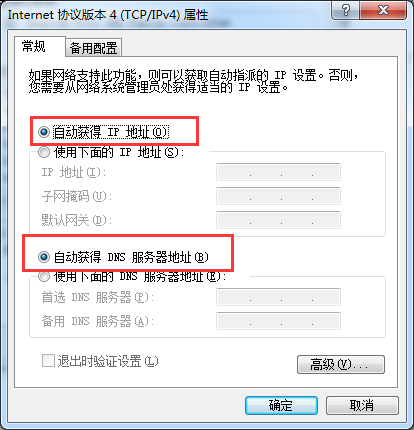 Internet 协议版本 4 (TCP/IPv4) 属性
常规 备用配置
如果网络支持此功能，则可以获取自动指派的 IP 设置。否则，
您需要从网络系统管理员处获得适当的 IP 设置。
自动获得 IP 地址(O)
使用下面的 IP 地址(S):
IP 地址(I):
子网掩码(U):
默认网关(D):
自动获得 DNS 服务器地址(B)
使用下面的 DNS 服务器地址(E):
首选 DNS 服务器(P):
备用 DNS 服务器(A):
退出时验证设置(L)
高级(V)...
确定 取消